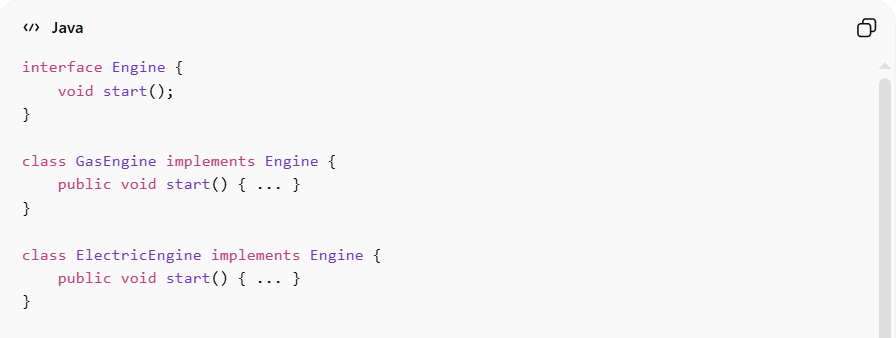 Java
interface Engine {
    void start();
}

class GasEngine implements Engine {
    public void start() { ... }
}

class ElectricEngine implements Engine {
    public void start() { ... }
}